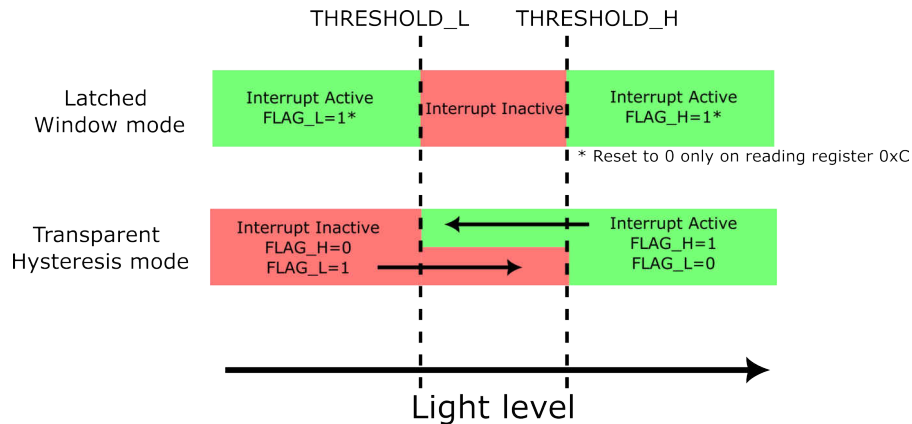 THRESHOLD_L THRESHOLD_H
Latched
Window mode
Interrupt Active
FLAG_L=1*
Interrupt Inactive
Interrupt Active
FLAG_H=1*
* Reset to 0 only on reading register 0xC
Transparent
Hysteresis mode
Interrupt Inactive
FLAG_H=0
FLAG_L=1
Interrupt Active
FLAG_H=1
FLAG_L=0
Light level